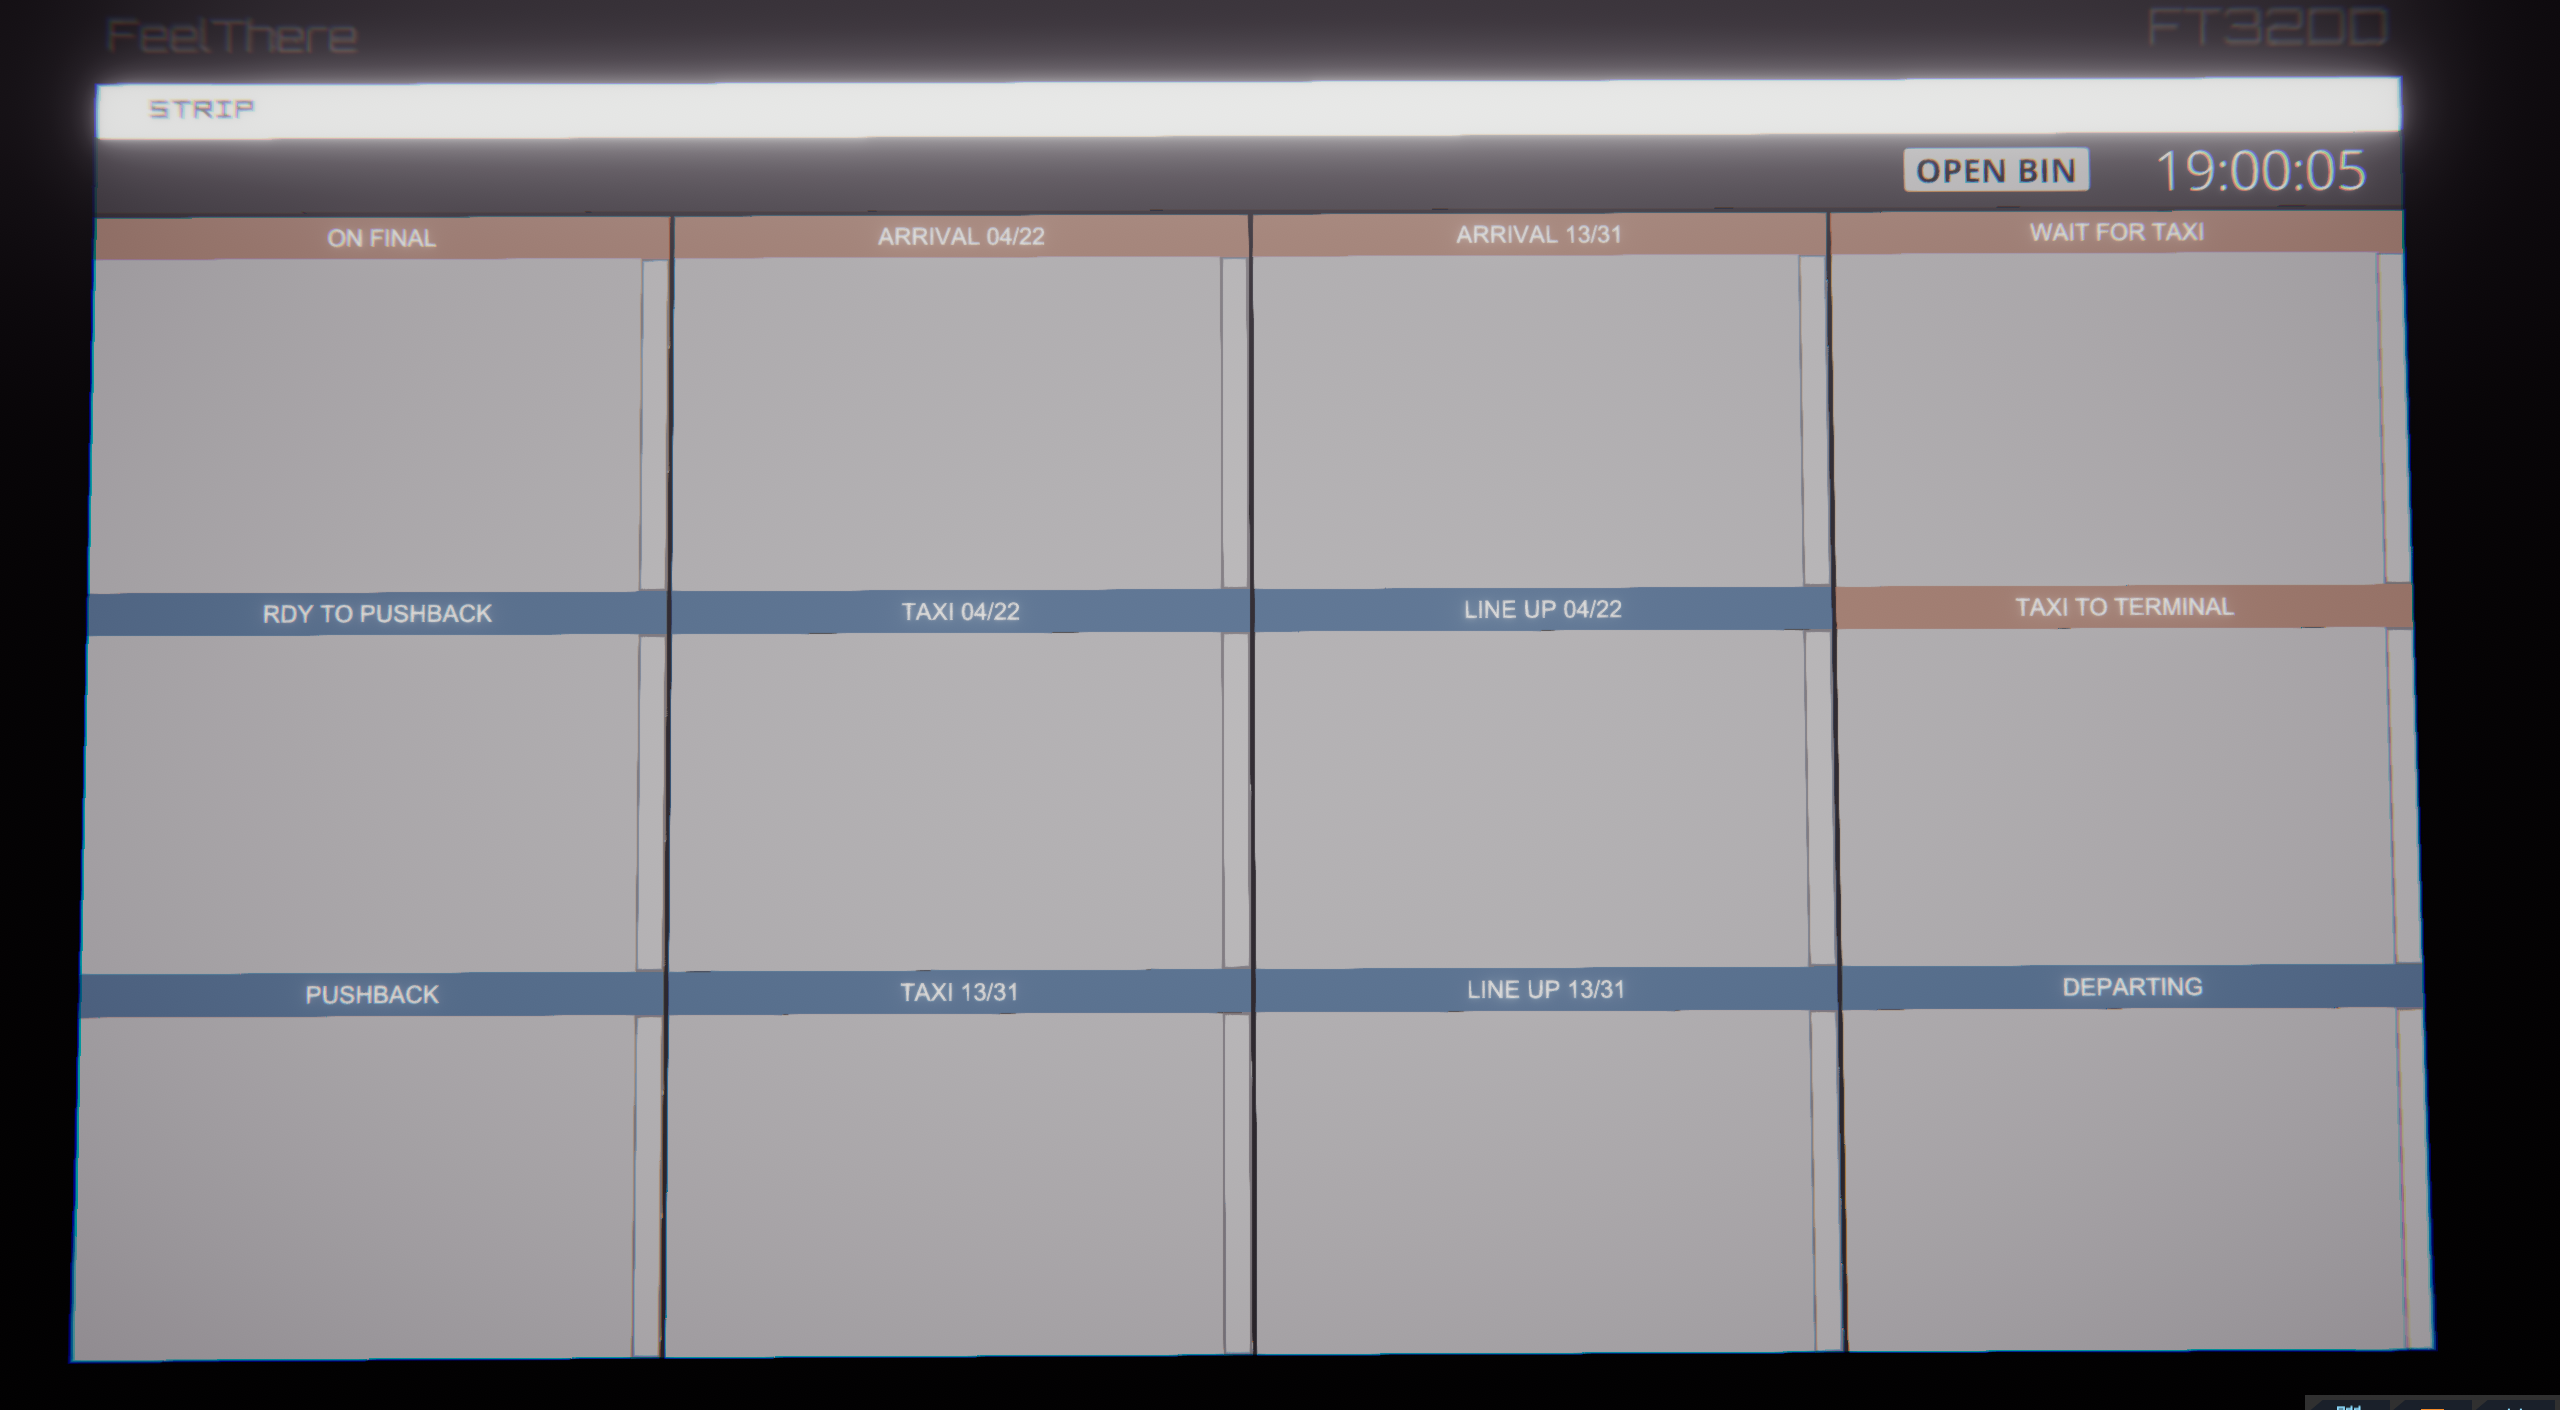 FeelThere FT32DD
STRIP
OPEN BIN 19:00:05
ON FINAL ARRIVAL 04/22 ARRIVAL 13/31 WAIT FOR TAXI
RDY TO PUSHBACK TAXI 04/22 LINE UP 04/22 TAXI TO TERMINAL
PUSHBACK TAXI 13/31 LINE UP 13/31 DEPARTING